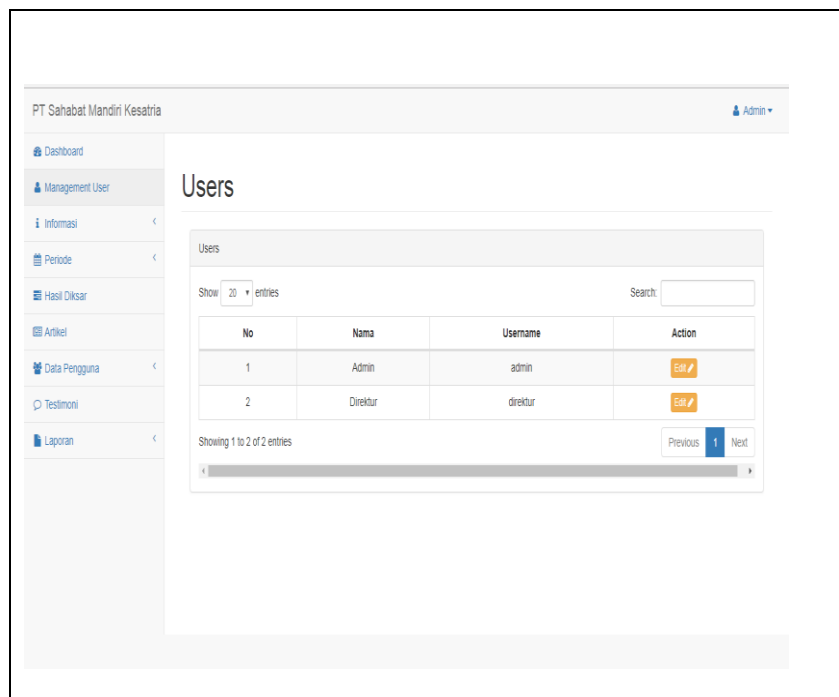 PT Sahabat Mandiri Kesatria
Admin
Dashboard
Management User
Informasi
Periode
Hasil Diksar
Artikel
Data Pengguna
Testimoni
Laporan
Users
Users
Show 20 entries
Search:
No Nama Username Action
1 Admin admin Edit
2 Direktur direktur Edit
Showing 1 to 2 of 2 entries
Previous 1 Next